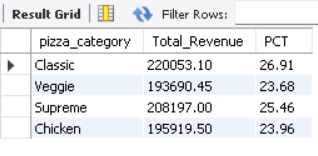 Result Grid Filter Rows:
pizza_category Total_Revenue PCT
Classic 220053.10 26.91
Veggie 193690.45 23.68
Supreme 208197.00 25.46
Chicken 195919.50 23.96